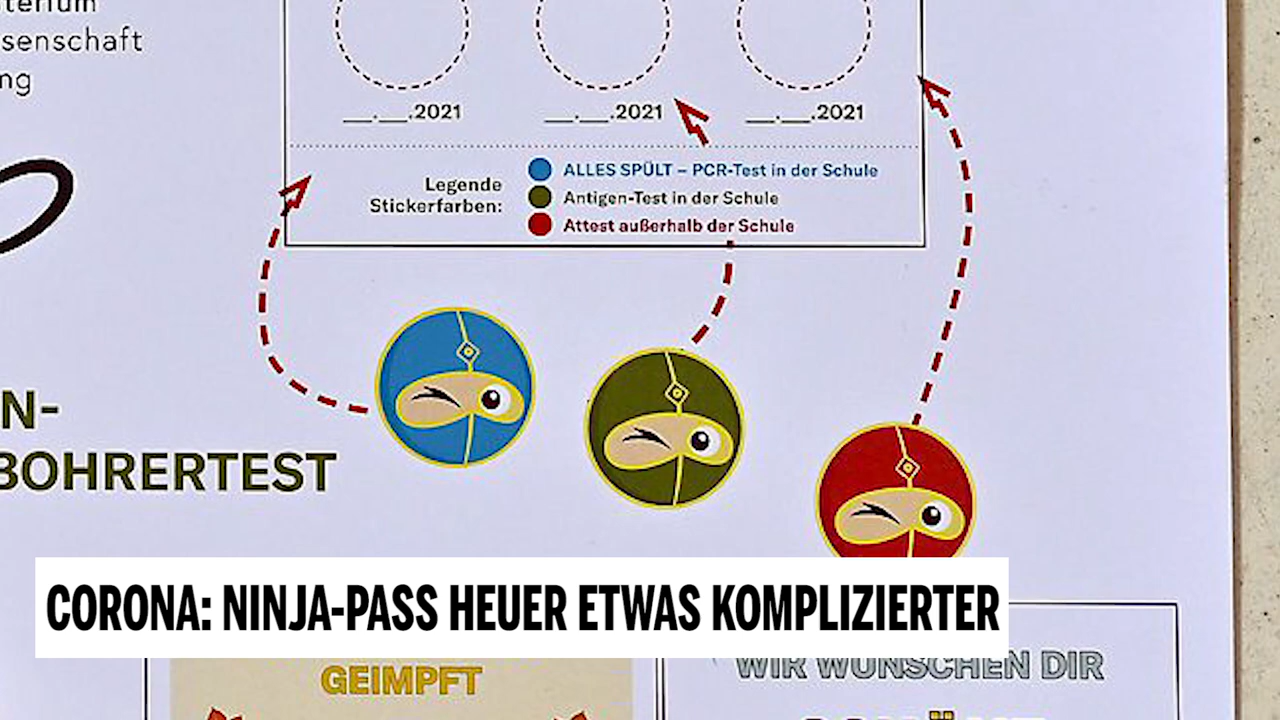 senschaft
ng
__.__.2021 __.__.2021 __.__.2021
Legende
Stickerfarben:
ALLES SPÜLT – PCR-Test in der Schule
Antigen-Test in der Schule
Attest außerhalb der Schule
N-
BOHRERTEST
CORONA: NINJA-PASS HEUER ETWAS KOMPLIZIERTER
GEIMPFT
WIR WÜNSCHEN DIR